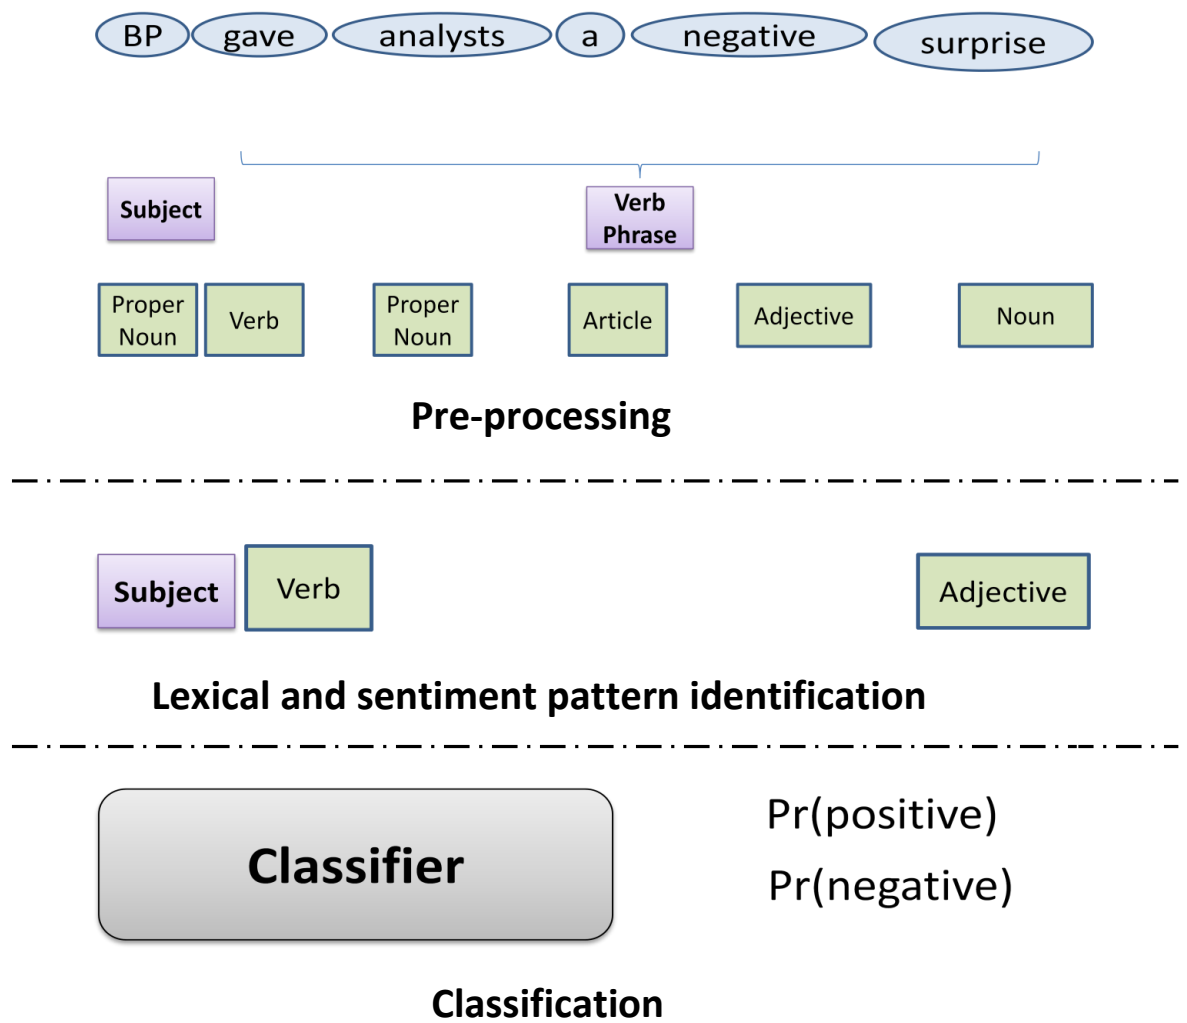 BP gave analysts a negative surprise
Subject
Verb
Phrase
Proper
Noun
Verb
Proper
Noun
Article
Adjective
Noun
Pre-processing
Subject
Verb
Adjective
Lexical and sentiment pattern identification
Classifier
Pr(positive)
Pr(negative)
Classification